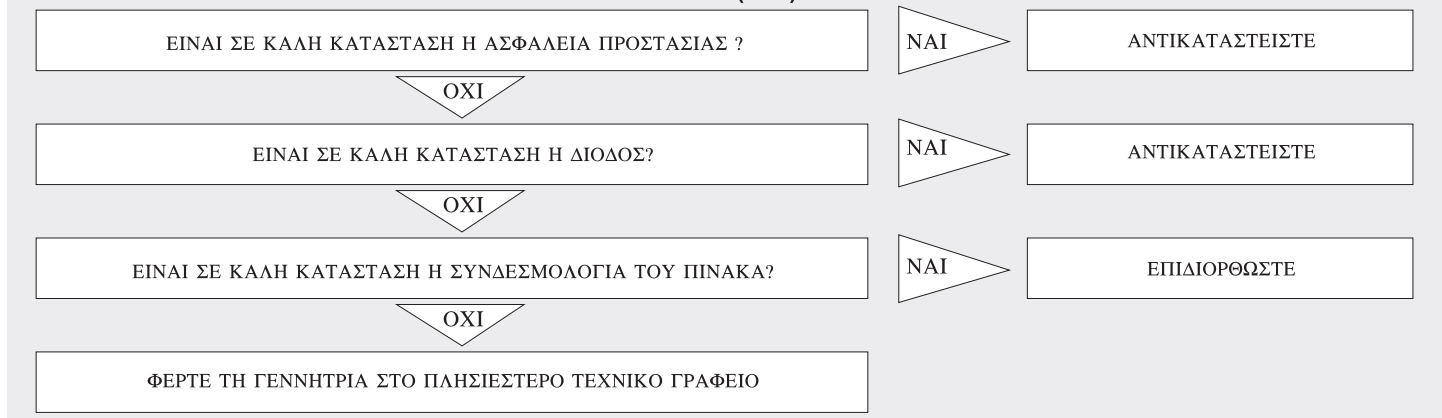 ΕΙΝΑΙ ΣΕ ΚΑΛΗ ΚΑΤΑΣΤΑΣΗ Η ΑΣΦΑΛΕΙΑ ΠΡΟΣΤΑΣΙΑΣ ?
ΝΑΙ
ΑΝΤΙΚΑΤΑΣΤΕΙΣΤΕ
ΟΧΙ
ΕΙΝΑΙ ΣΕ ΚΑΛΗ ΚΑΤΑΣΤΑΣΗ Η ΔΙΟΔΟΣ?
ΝΑΙ
ΑΝΤΙΚΑΤΑΣΤΕΙΣΤΕ
ΟΧΙ
ΕΙΝΑΙ ΣΕ ΚΑΛΗ ΚΑΤΑΣΤΑΣΗ Η ΣΥΝΔΕΣΜΟΛΟΓΙΑ ΤΟΥ ΠΙΝΑΚΑ?
ΝΑΙ
ΕΠΙΔΙΟΡΘΩΣΤΕ
ΟΧΙ
ΦΕΡΤΕ ΤΗ ΓΕΝΝΗΤΡΙΑ ΣΤΟ ΠΛΗΣΙΕΣΤΕΡΟ ΤΕΧΝΙΚΟ ΓΡΑΦΕΙΟ